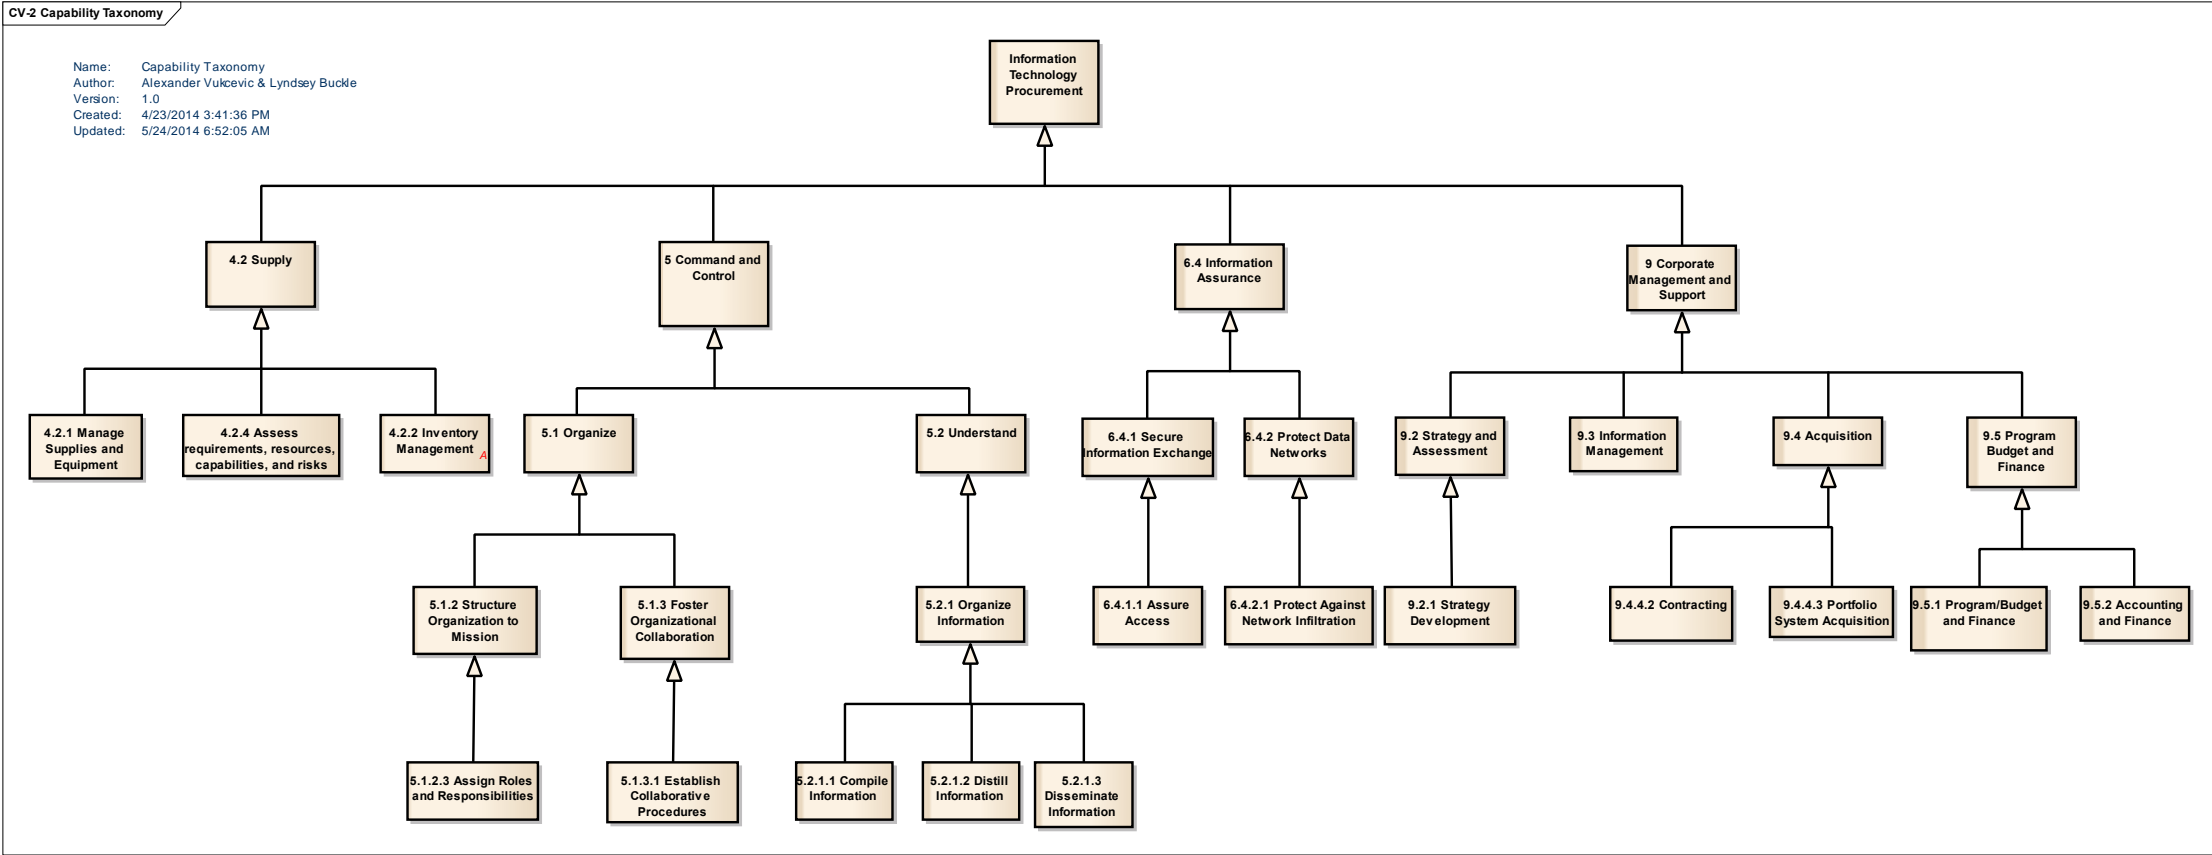 CV-2 Capability Taxonomy
Name: Capability Taxonomy
Author: Alexander Vukcevic & Lyndsey Buckle
Version: 1.0
Created: 4/23/2014 3:41:36 PM
Updated: 5/24/2014 6:52:05 AM
Information
Technology
Procurement
4.2 Supply
5 Command and
Control
6.4 Information
Assurance
9 Corporate
Management and
Support
4.2.1 Manage
Supplies and
Equipment
4.2.4 Assess
requirements, resources,
capabilities, and risks
4.2.2 Inventory
Management
A
5.1 Organize
5.2 Understand
6.4.1 Secure
Information Exchange
6.4.2 Protect Data
Networks
9.2 Strategy and
Assessment
9.3 Information
Management
9.4 Acquisition
9.5 Program
Budget and
Finance
5.1.2 Structure
Organization to
Mission
5.1.3 Foster
Organizational
Collaboration
5.2.1 Organize
Information
6.4.1.1 Assure
Access
6.4.2.1 Protect Against
Network Infiltration
9.2.1 Strategy
Development
9.4.4.2 Contracting
9.4.4.3 Portfolio
System Acquisition
9.5.1 Program/Budget
and Finance
9.5.2 Accounting
and Finance
5.1.2.3 Assign Roles
and Responsibilities
5.1.3.1 Establish
Collaborative
Procedures
5.2.1.1 Compile
Information
5.2.1.2 Distill
Information
5.2.1.3
Disseminate
Information